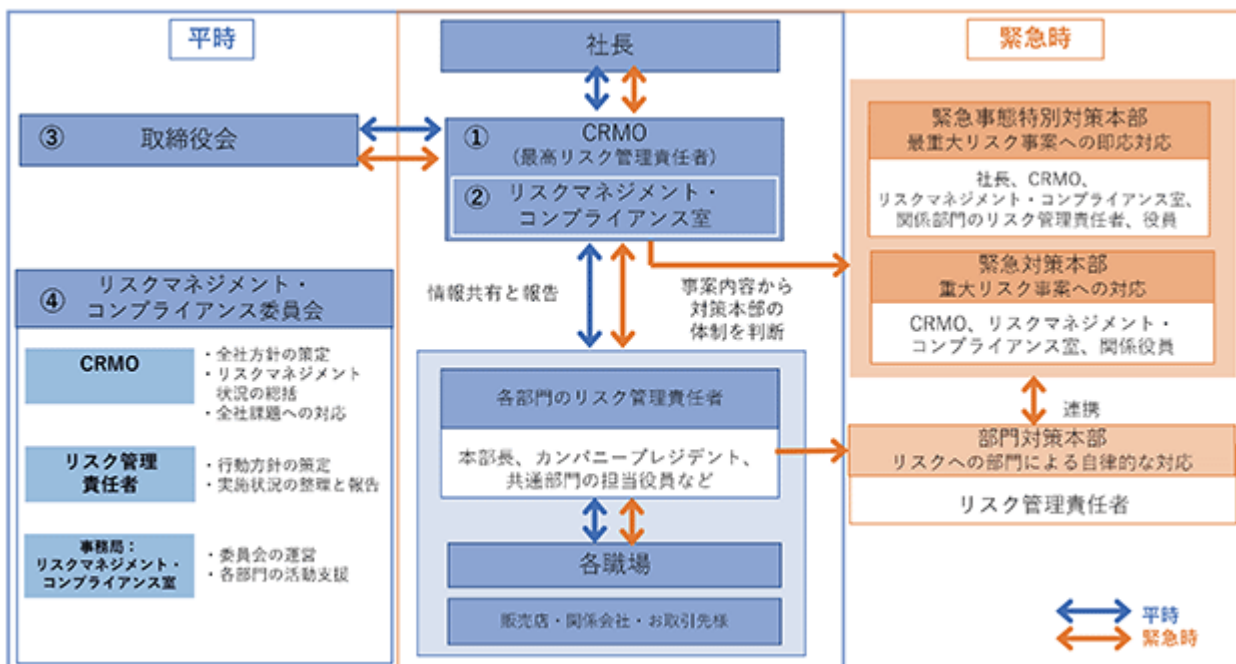 平時
③ 取締役会
④ リスクマネジメント・
コンプライアンス委員会
CRMO
・全社方針の策定
・リスクマネジメント
状況の総括
・全社課題への対応
リスク管理
責任者
・行動方針の策定
・実施状況の整理と報告
事務局:
リスクマネジメント・
コンプライアンス室
・委員会の運営
・各部門の活動支援
社長
① CRMO
(最高リスク管理責任者)
② リスクマネジメント・
コンプライアンス室
情報共有と報告
事案内容から
対策本部の
体制を判断
各部門のリスク管理責任者
本部長、カンパニープレジデント、
共通部門の担当役員など
各職場
販売店・関係会社・お取引先様
緊急時
緊急事態特別対策本部
最重大リスク事案への即応対応
社長、CRMO、
リスクマネジメント・コンプライアンス室、
関係部門のリスク管理責任者、役員
緊急対策本部
重大リスク事案への対応
CRMO、リスクマネジメント・
コンプライアンス室、関係役員
連携
部門対策本部
リスクへの部門による自律的な対応
リスク管理責任者
平時
緊急時